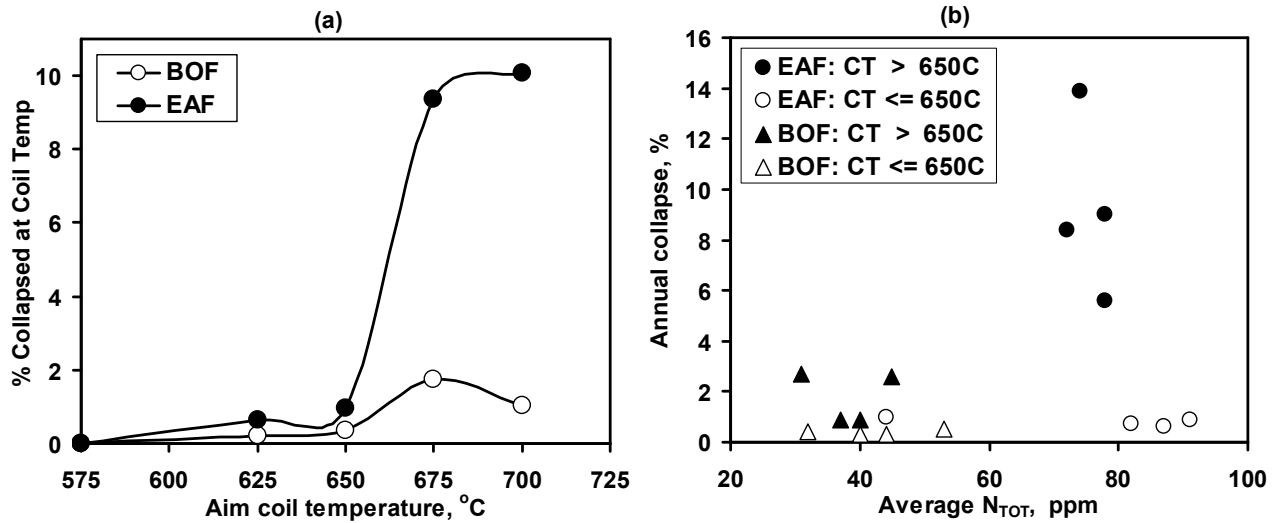 (a)
% Collapsed at Coil Temp
10
8
6
4
2
0
BOF
EAF
575 600 625 650 675 700 725
Aim coil temperature, °C
(b)
Annual collapse, %
16
14
12
10
8
6
4
2
0
EAF: CT > 650C
EAF: CT <= 650C
BOF: CT > 650C
BOF: CT <= 650C
20 40 60 80 100
Average N_TOT, ppm